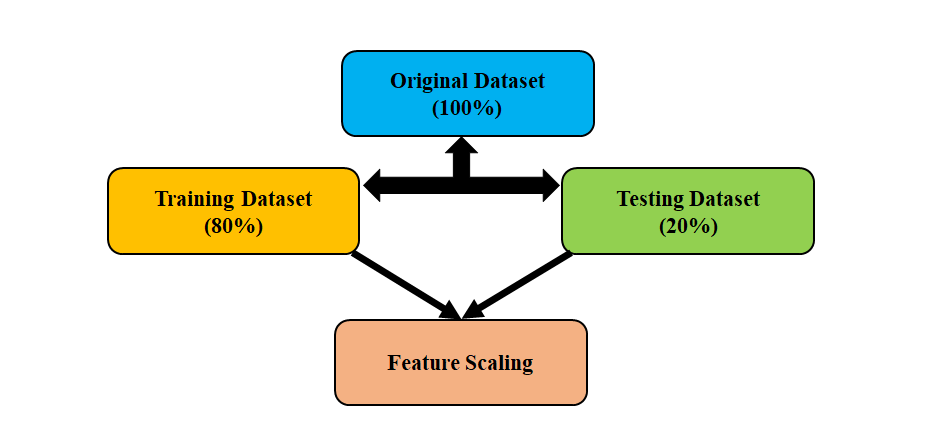 Original Dataset
(100%)
Training Dataset
(80%)
Testing Dataset
(20%)
Feature Scaling